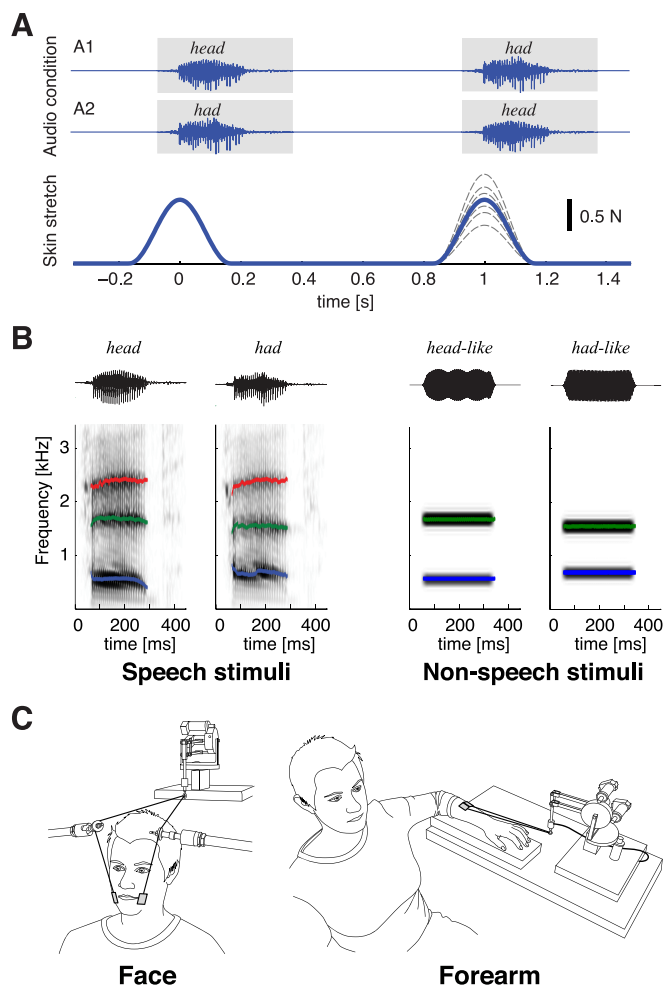 A
Audio condition
A1
head
had
A2
had
head
Skin stretch
0.5 N
−0.2 0 0.2 0.4 0.6 0.8 1 1.2 1.4
time [s]
B
head had head-like had-like
Frequency [kHz]
3
2
1
0 200 400 0 200 400 0 200 400 0 200 400
time [ms] time [ms] time [ms] time [ms]
Speech stimuli Non-speech stimuli
C
Face Forearm